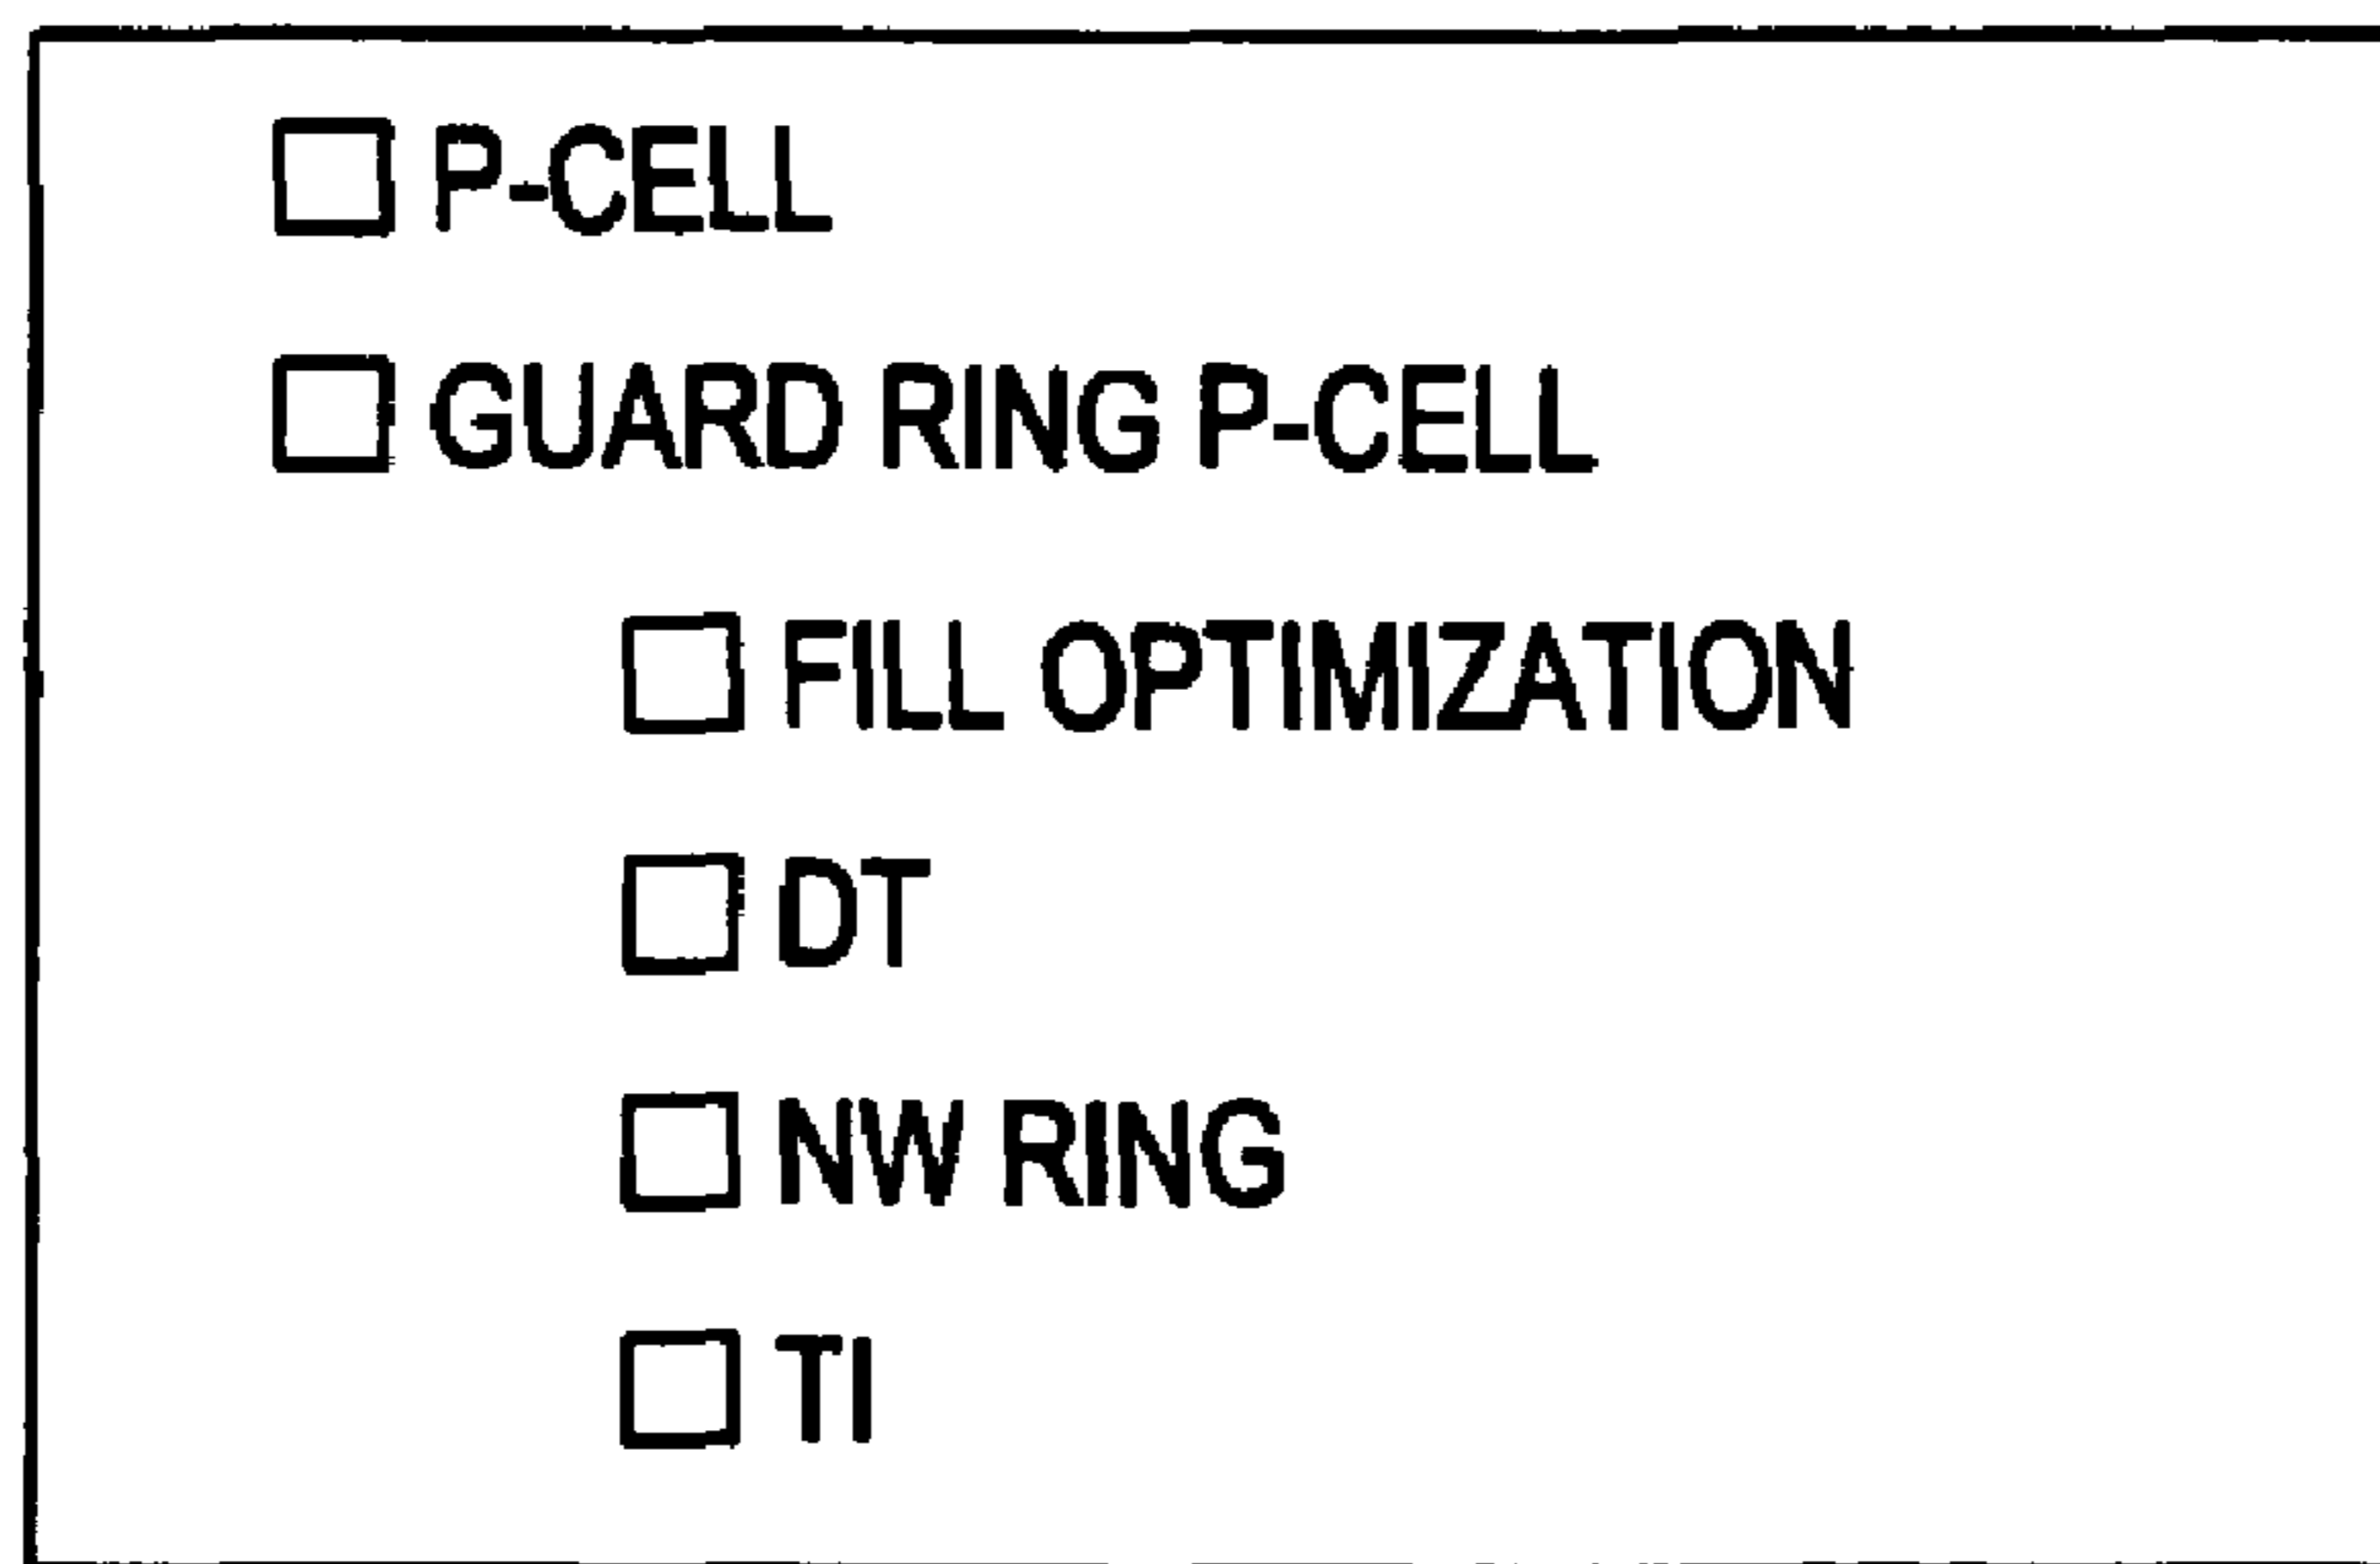 P-CELL
GUARD RING P-CELL
FILL OPTIMIZATION
DT
NW RING
TI